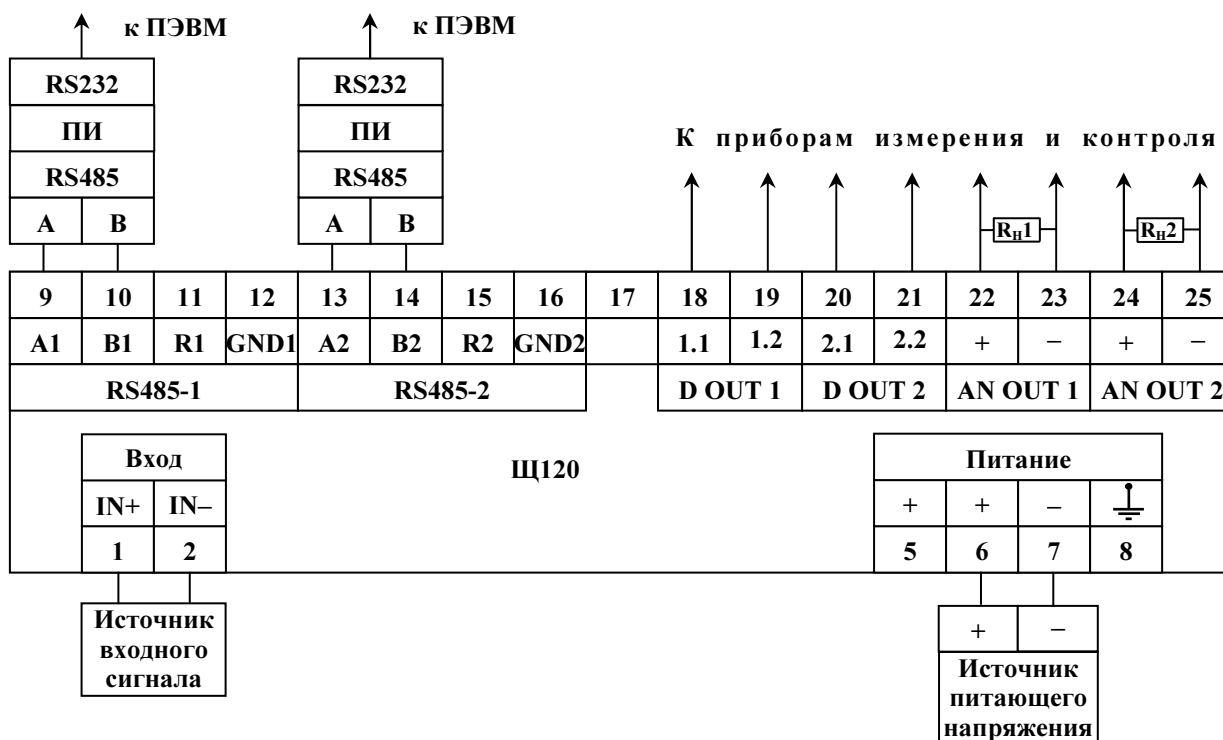 к ПЭВМ к ПЭВМ
RS232 RS232
ПИ ПИ
К приборам измерения и контроля
RS485 RS485
A B A B
RН1 RН2
9 10 11 12 13 14 15 16 17 18 19 20 21 22 23 24 25
A1 B1 R1 GND1 A2 B2 R2 GND2 1.1 1.2 2.1 2.2 + – + –
RS485-1 RS485-2 D OUT 1 D OUT 2 AN OUT 1 AN OUT 2
Вход Щ120 Питание
IN+ IN– + + –
1 2 5 6 7 8
Источник
входного
сигнала
+ –
Источник
питающего
напряжения